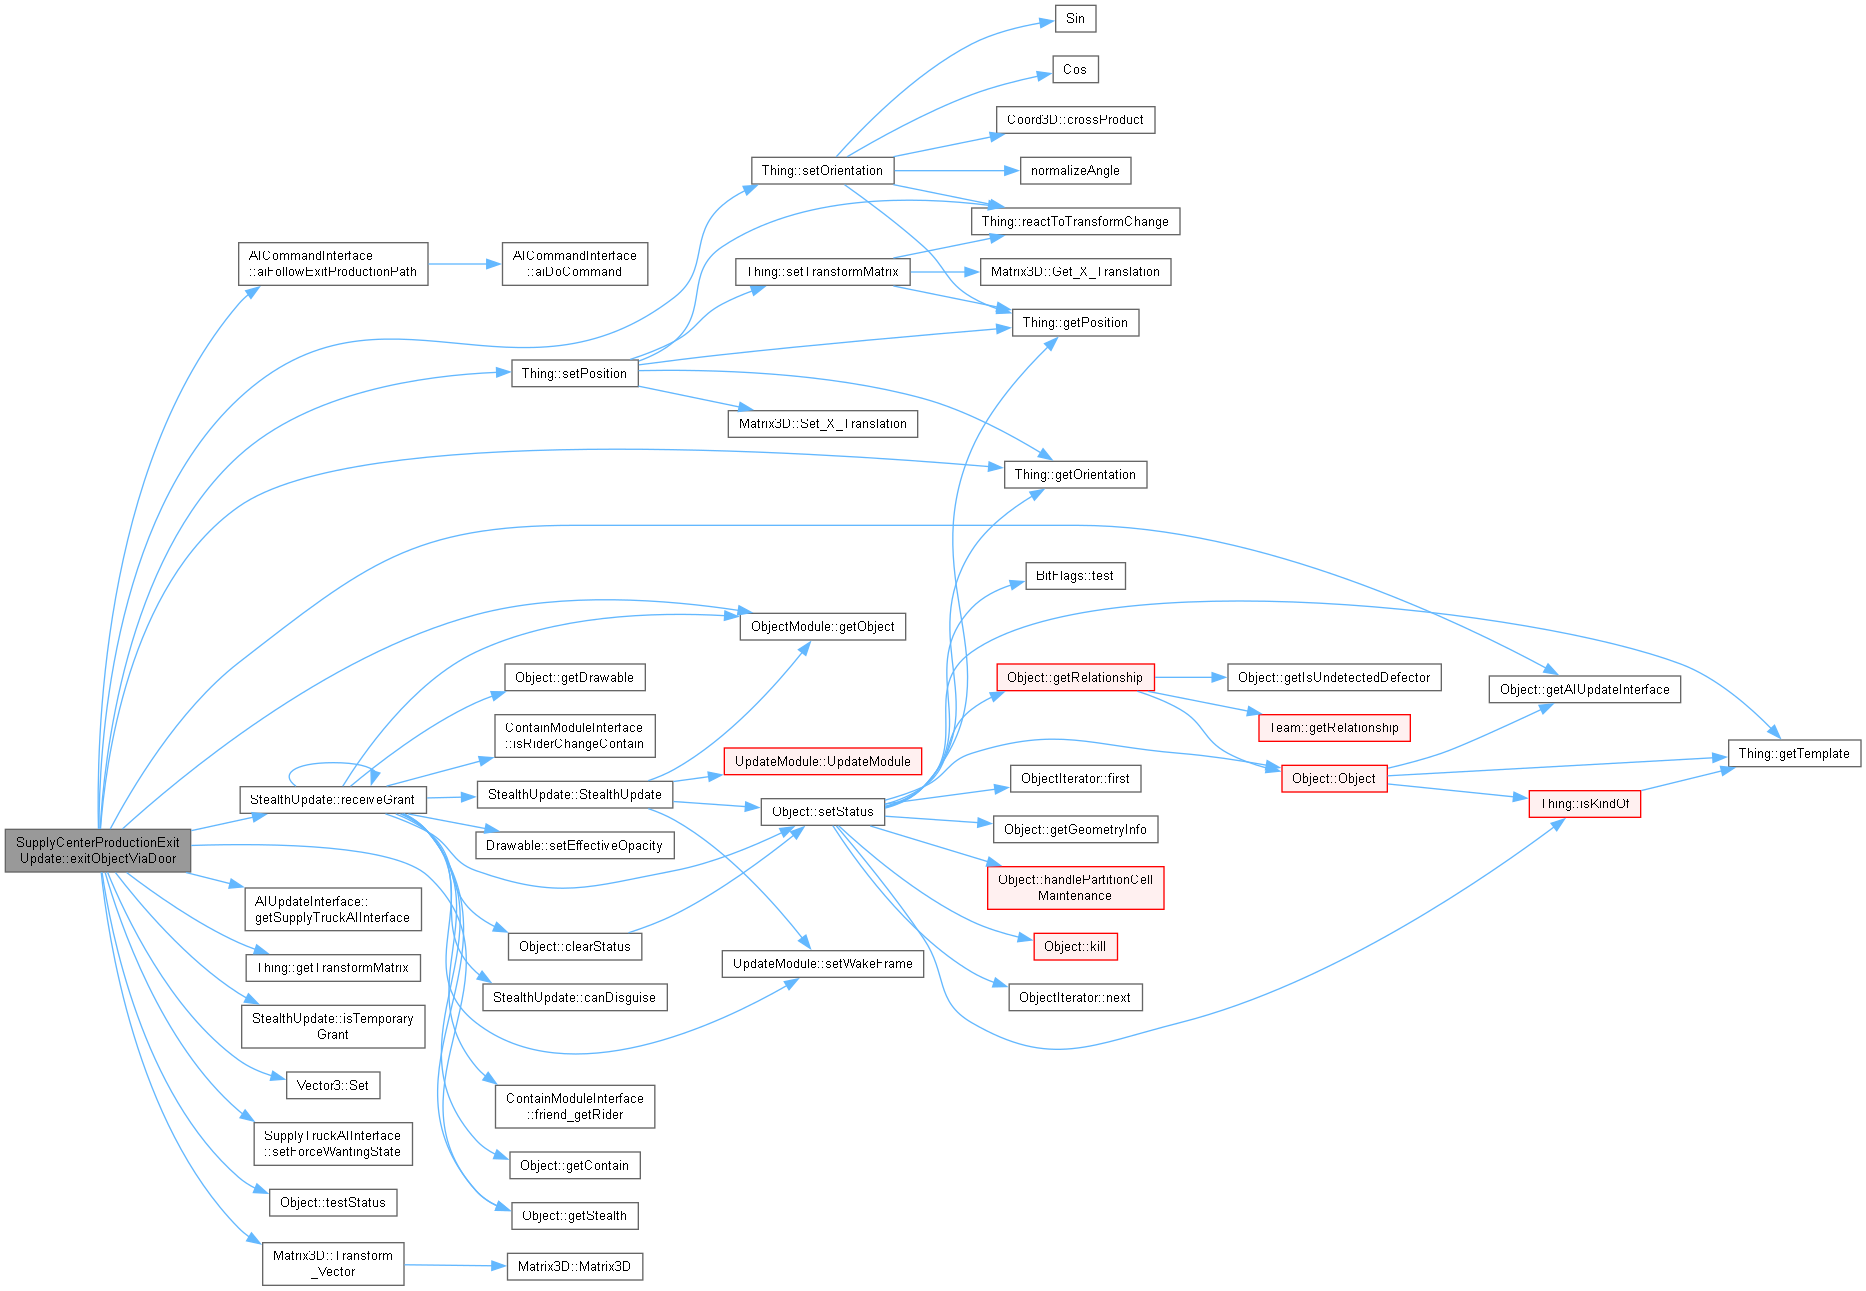 Sin
Cos
Coord3D::crossProduct
Thing::setOrientation
normalizeAngle
Thing::reactToTransformChange
AICommandInterface
::aiFollowExitProductionPath
AICommandInterface
::aiDoCommand
Thing::setTransformMatrix
Matrix3D::Get_X_Translation
Thing::getPosition
Thing::setPosition
Matrix3D::Set_X_Translation
Thing::getOrientation
BitFlags::test
ObjectModule::getObject
Object::getDrawable
Object::getRelationship
Object::getIsUndetectedDefector
Object::getAIUpdateInterface
ContainModuleInterface
::isRiderChangeContain
Team::getRelationship
UpdateModule::UpdateModule
Thing::getTemplate
StealthUpdate::receiveGrant
StealthUpdate::StealthUpdate
ObjectIterator::first
Object::Object
Thing::isKindOf
Object::setStatus
Object::getGeometryInfo
SupplyCenterProductionExit
Update::exitObjectViaDoor
Drawable::setEffectiveOpacity
Object::handlePartitionCell
Maintenance
AIUpdateInterface::
getSupplyTruckAIInterface
Object::clearStatus
Object::kill
Thing::getTransformMatrix
UpdateModule::setWakeFrame
StealthUpdate::canDisguise
ObjectIterator::next
StealthUpdate::isTemporary
Grant
Vector3::Set
ContainModuleInterface
::friend_getRider
SupplyTruckAIInterface
::setForceWantingState
Object::getContain
Object::testStatus
Object::getStealth
Matrix3D::Transform
_Vector
Matrix3D::Matrix3D